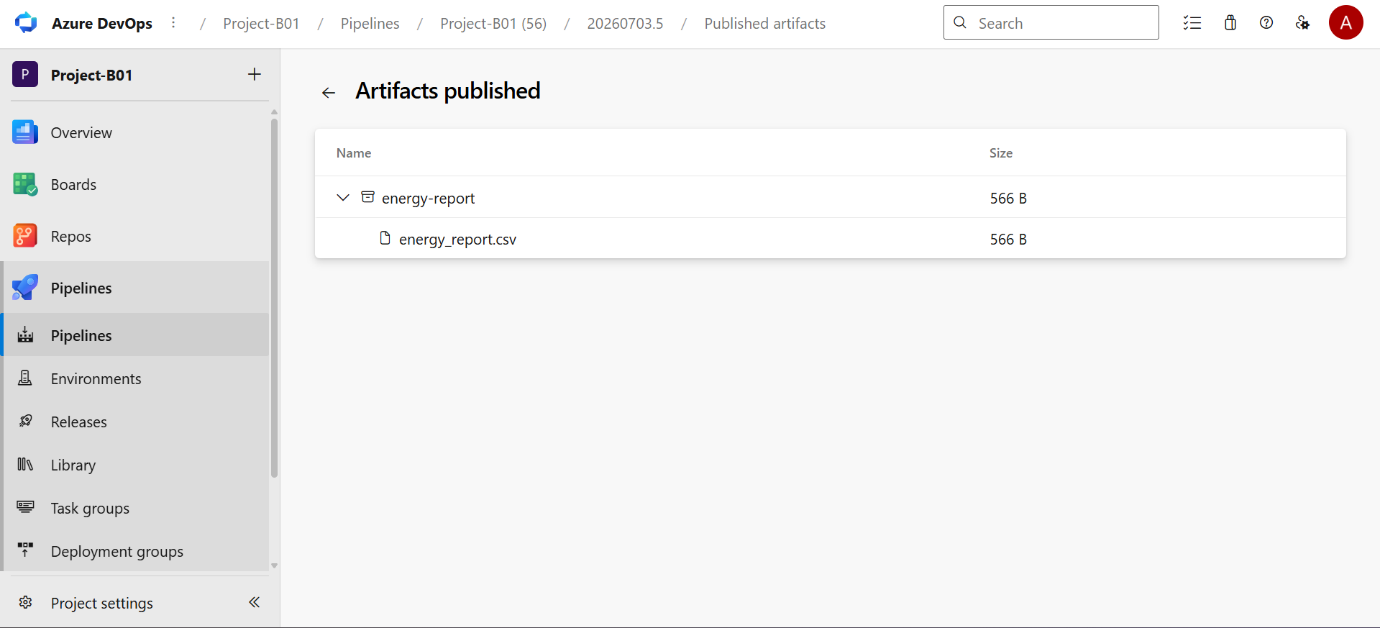 Azure DevOps / Project-B01 / Pipelines / Project-B01 (56) / 20260703.5 / Published artifacts
Search
A
P Project-B01
Overview
Boards
Repos
Pipelines
Pipelines
Environments
Releases
Library
Task groups
Deployment groups
Project settings
Artifacts published
Name Size
energy-report 566 B
energy_report.csv 566 B